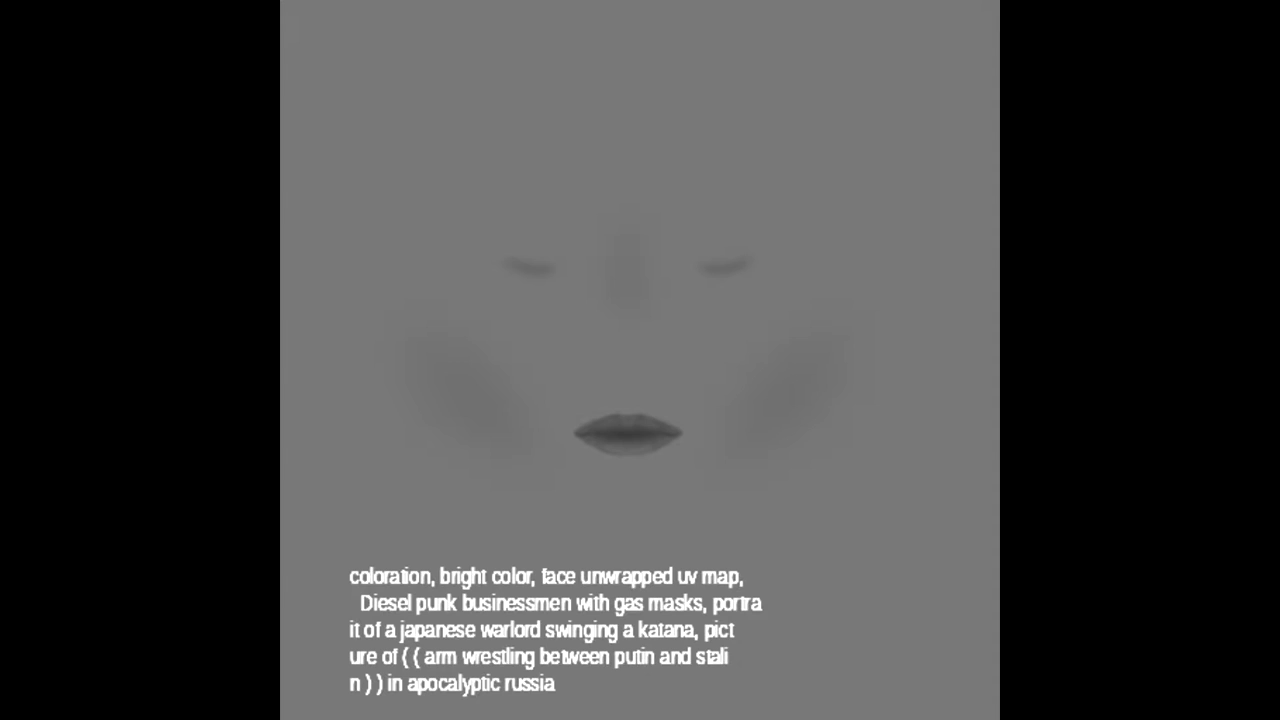 coloration, bright color, face unwrapped uv map,
Diesel punk businessmen with gas masks, portra
it of a japanese warlord swinging a katana, pict
ure of ( ( arm wrestling between putin and stali
n ) ) in apocalyptic russia